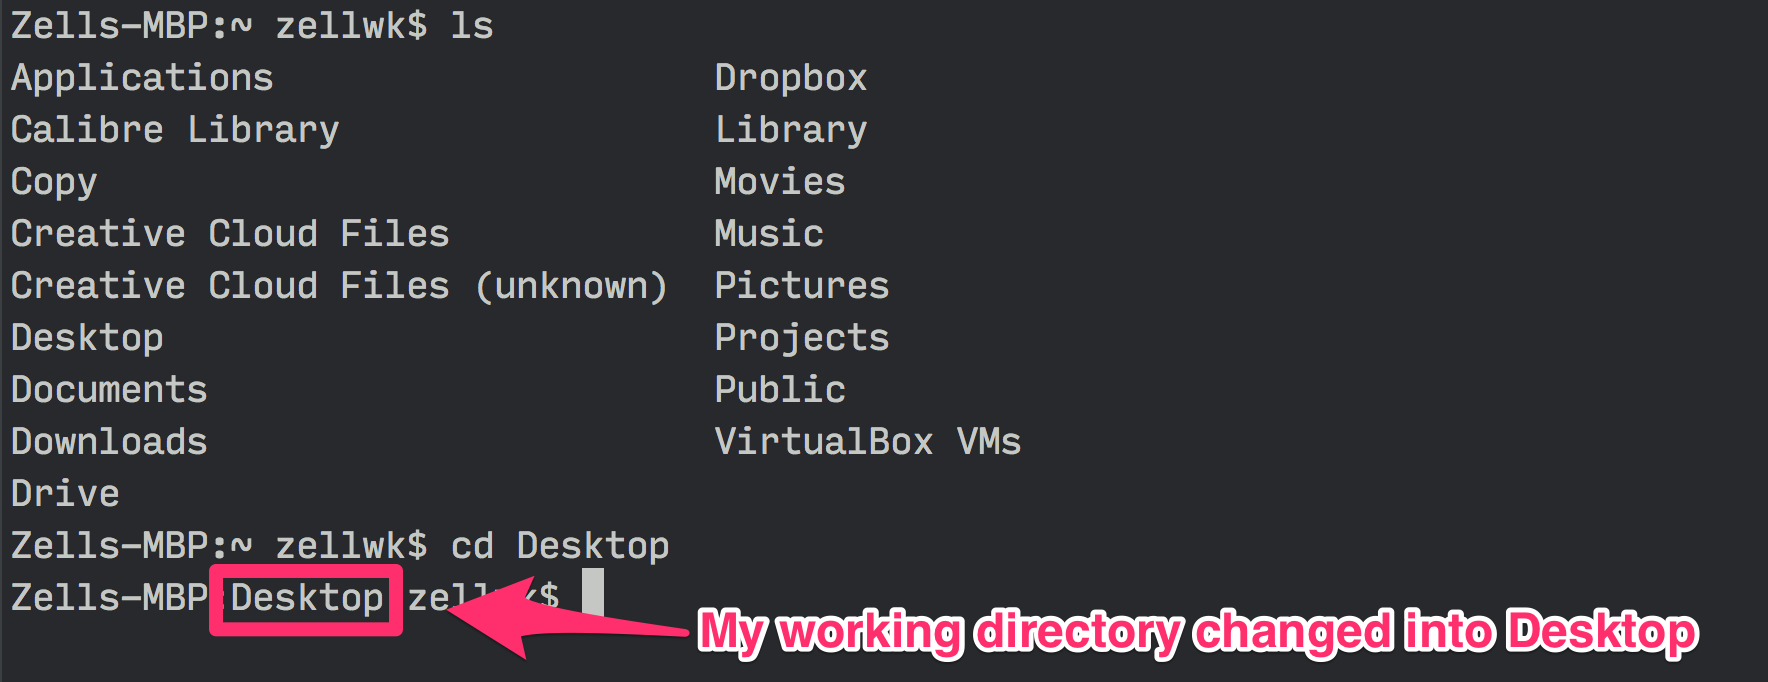 Zells-MBP:~ zellwk$ ls
Applications Dropbox
Calibre Library Library
Copy Movies
Creative Cloud Files Music
Creative Cloud Files (unknown) Pictures
Desktop Projects
Documents Public
Downloads VirtualBox VMs
Drive
Zells-MBP:~ zellwk$ cd Desktop
Zells-MBP Desktop
My working directory changed into Desktop